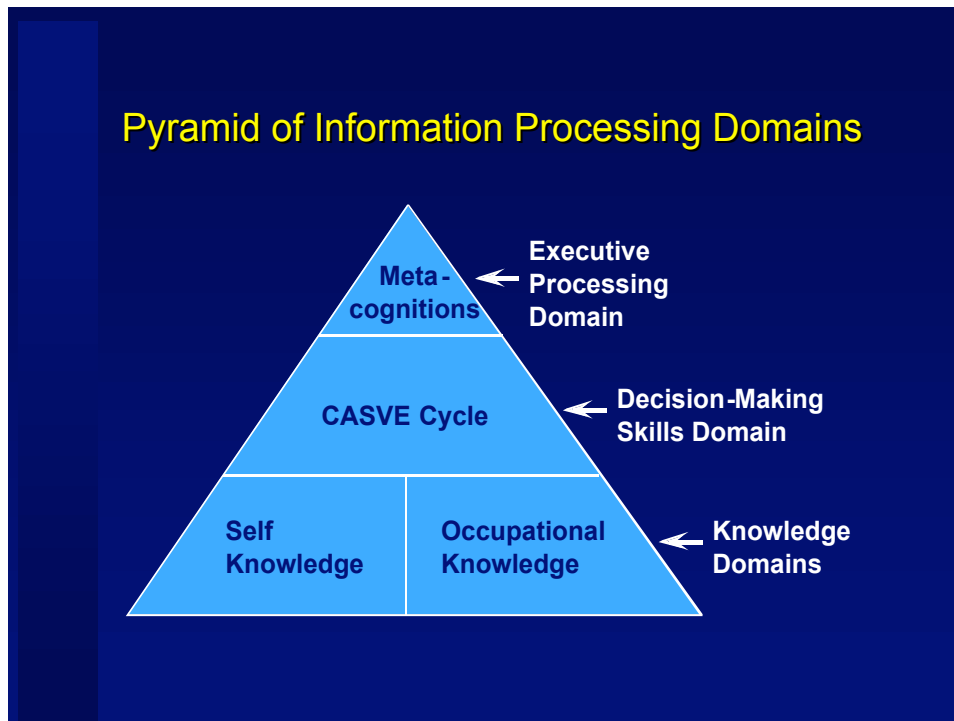 Pyramid of Information Processing Domains
Meta-
cognitions
Executive
Processing
Domain
CASVE Cycle
Decision-Making
Skills Domain
Self
Knowledge
Occupational
Knowledge
Knowledge
Domains